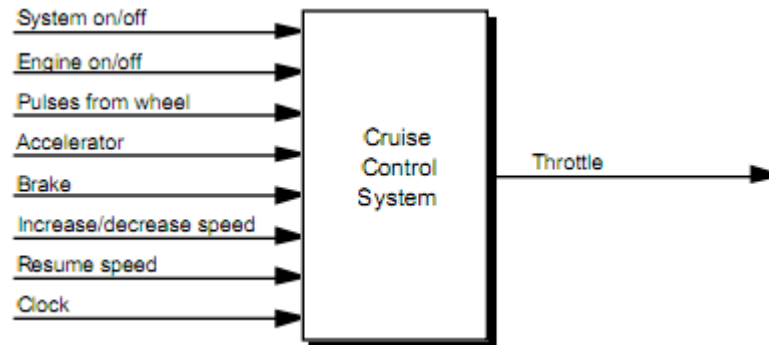 System on/off
Engine on/off
Pulses from wheel
Accelerator
Brake
Increase/decrease speed
Resume speed
Clock
Cruise
Control
System
Throttle